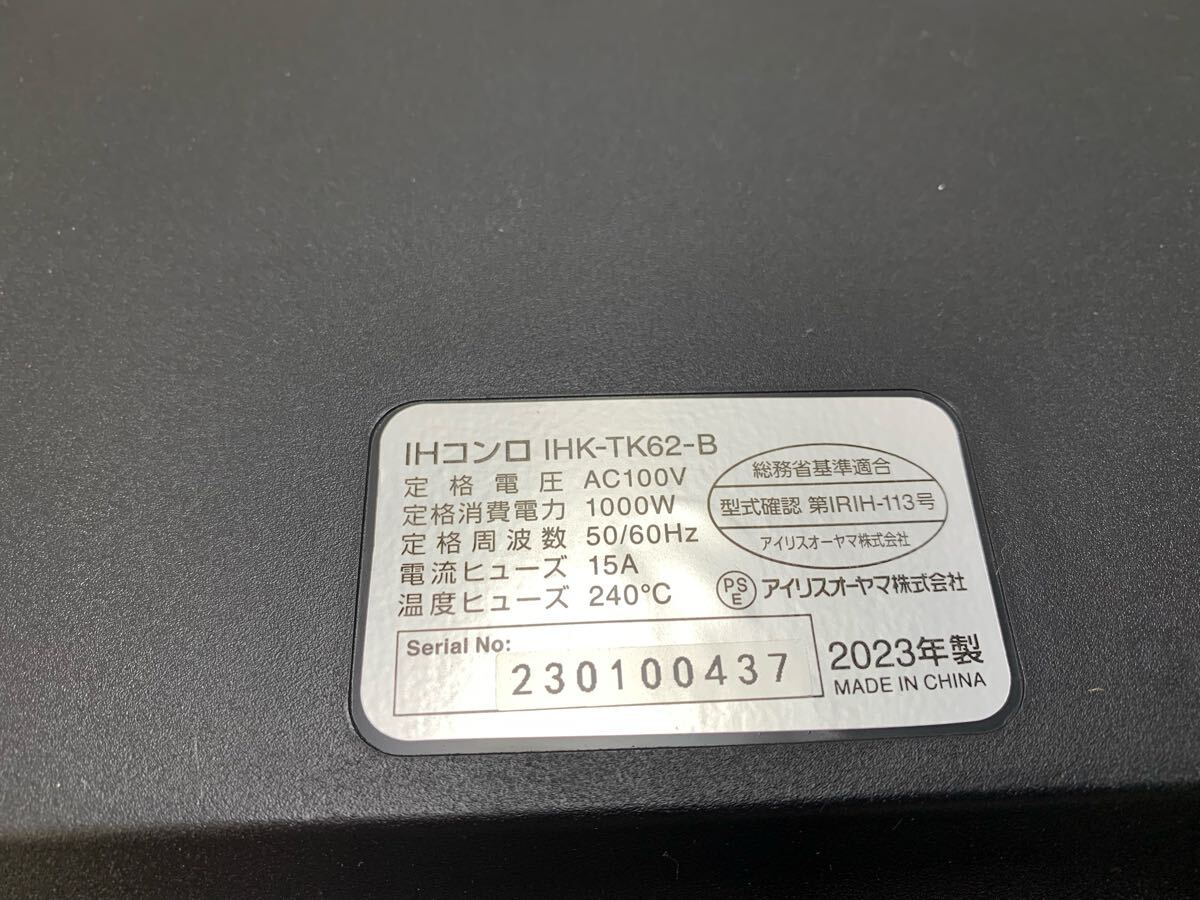 IHコンロ IHK-TK62-B
定格電圧 AC100V
定格消費電力 1000W
定格周波数 50/60Hz
電流ヒューズ 15A
温度ヒューズ 240℃
総務省基準適合
型式確認 第IRIH-113号
アイリスオーヤマ株式会社
PSE アイリスオーヤマ株式会社
Serial No:
230100437
2023年製
MADE IN CHINA